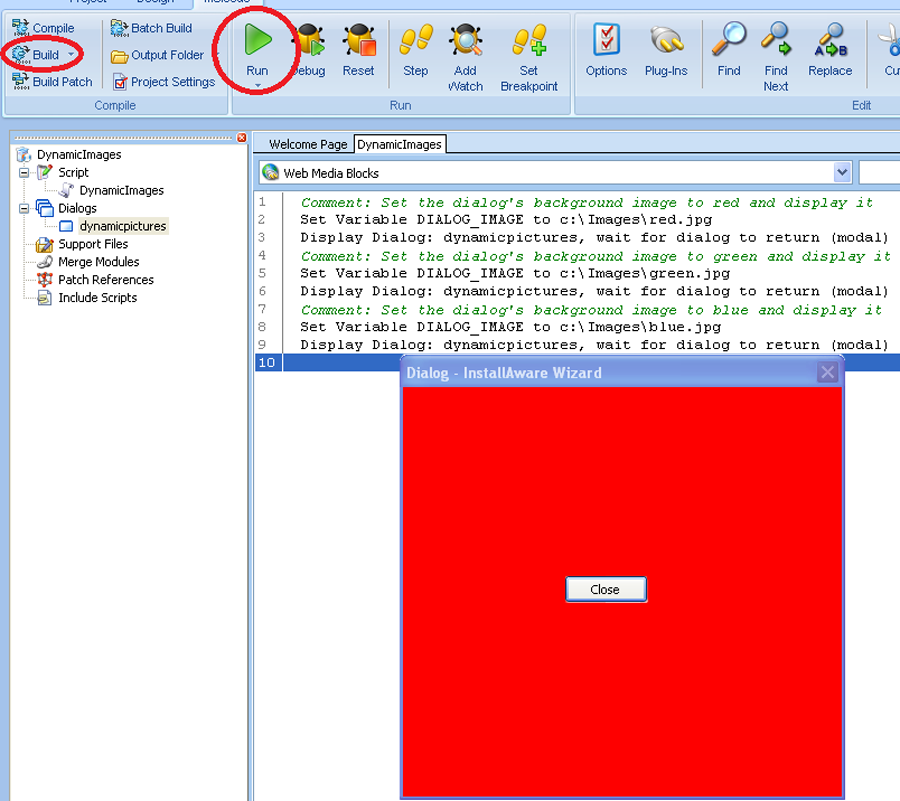 Project Design
Compile
Build
Build Patch
Batch Build
Output Folder
Project Settings
Compile
Run
Debug
Reset
Step
Add Watch
Set Breakpoint
Run
Options
Plug-Ins
Find
Find Next
Replace
Edit
DynamicImages
Script
DynamicImages
Dialogs
dynamicpictures
Support Files
Merge Modules
Patch References
Include Scripts
Welcome Page DynamicImages
Web Media Blocks
1 Comment: Set the dialog's background image to red and display it
2 Set Variable DIALOG_IMAGE to c:\Images\red.jpg
3 Display Dialog: dynamicpictures, wait for dialog to return (modal)
4 Comment: Set the dialog's background image to green and display it
5 Set Variable DIALOG_IMAGE to c:\Images\green.jpg
6 Display Dialog: dynamicpictures, wait for dialog to return (modal)
7 Comment: Set the dialog's background image to blue and display it
8 Set Variable DIALOG_IMAGE to c:\Images\blue.jpg
9 Display Dialog: dynamicpictures, wait for dialog to return (modal)
10
Dialog - InstallAware Wizard
Close